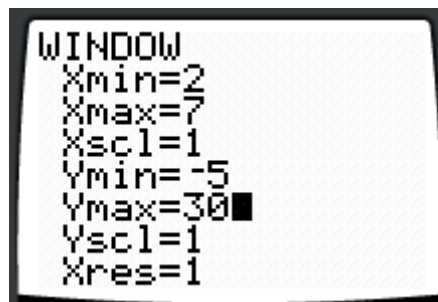 WINDOW
Xmin=2
Xmax=7
Xscl=1
Ymin=⁻5
Ymax=30
Yscl=1
Xres=1